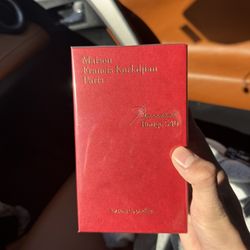 Maison
Francis Kurkdjian
Paris
Baccarat
Rouge 540